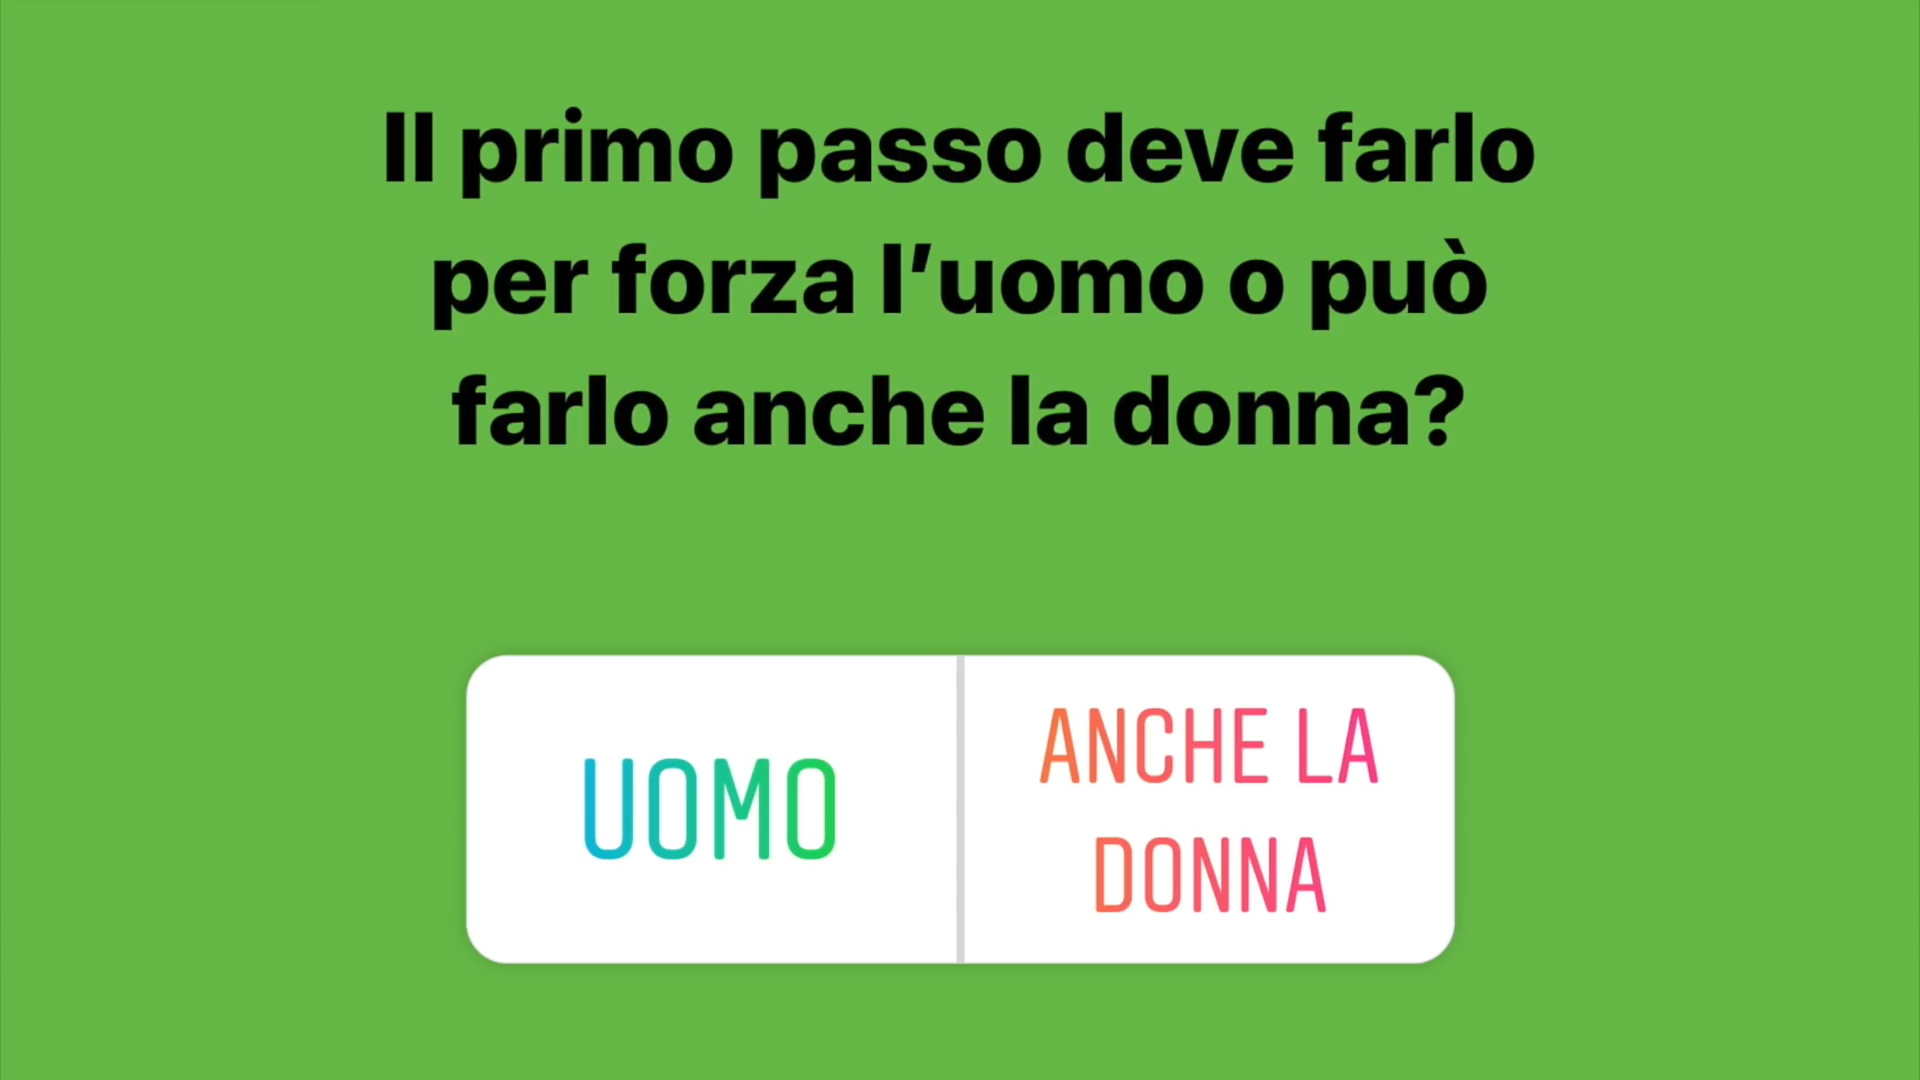 Il primo passo deve farlo
per forza l’uomo o può
farlo anche la donna?
UOMO
ANCHE LA
DONNA